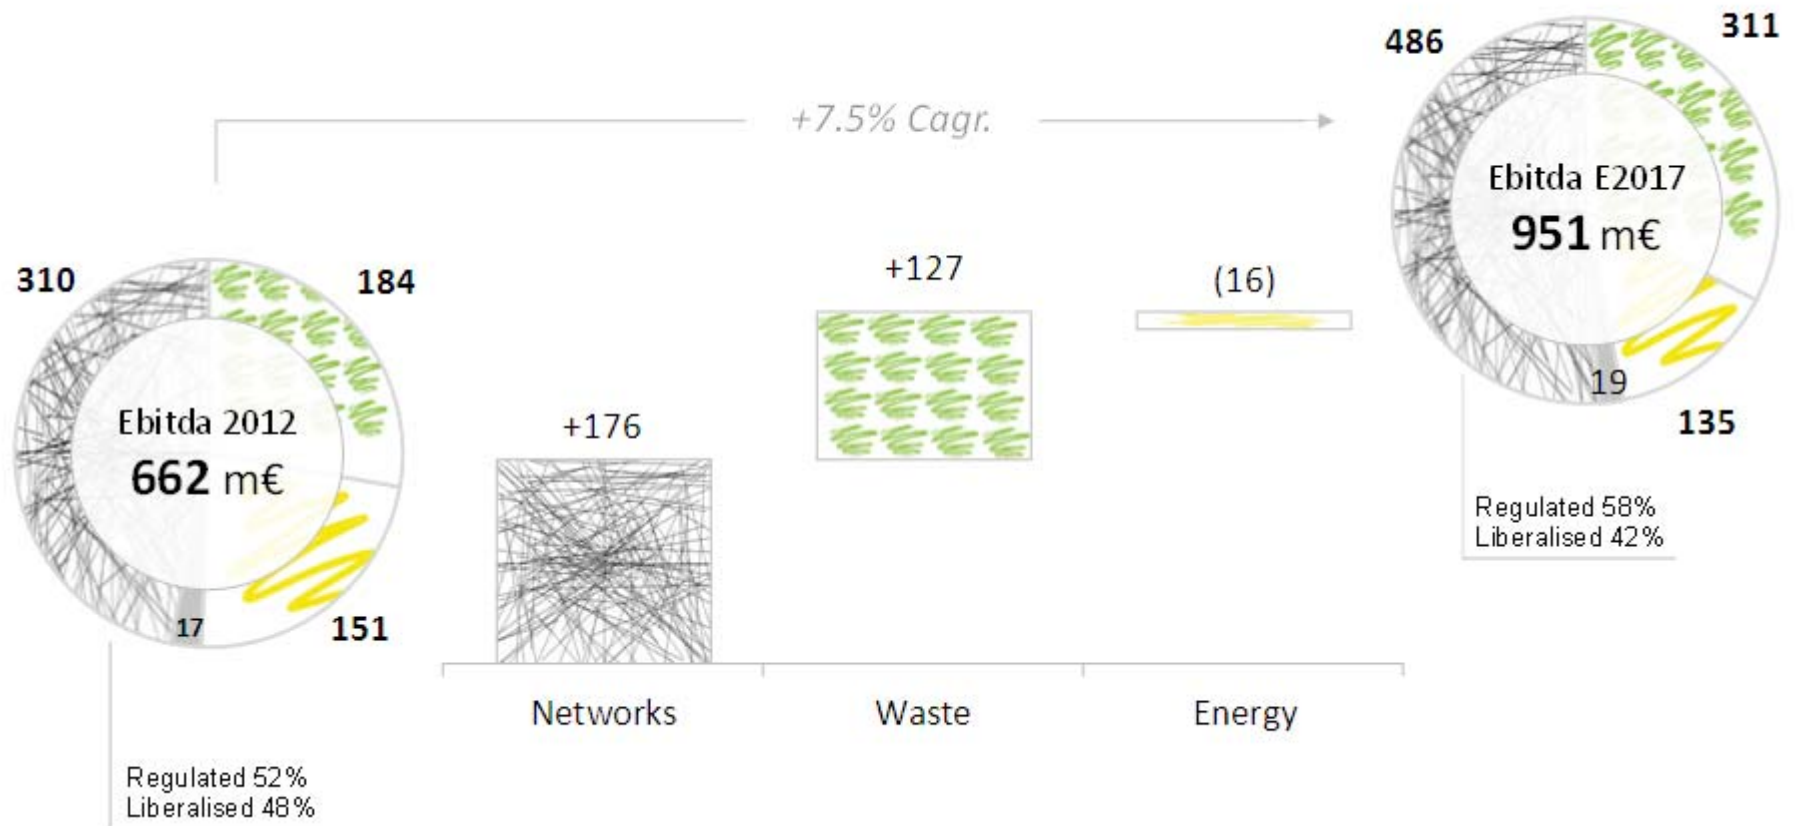 486
311
+7.5% Cagr.
Ebitda E2017
951 m€
19
135
Regulated 58%
Liberalised 42%
310
184
Ebitda 2012
662 m€
17
151
Regulated 52%
Liberalised 48%
+176
+127
(16)
Networks
Waste
Energy